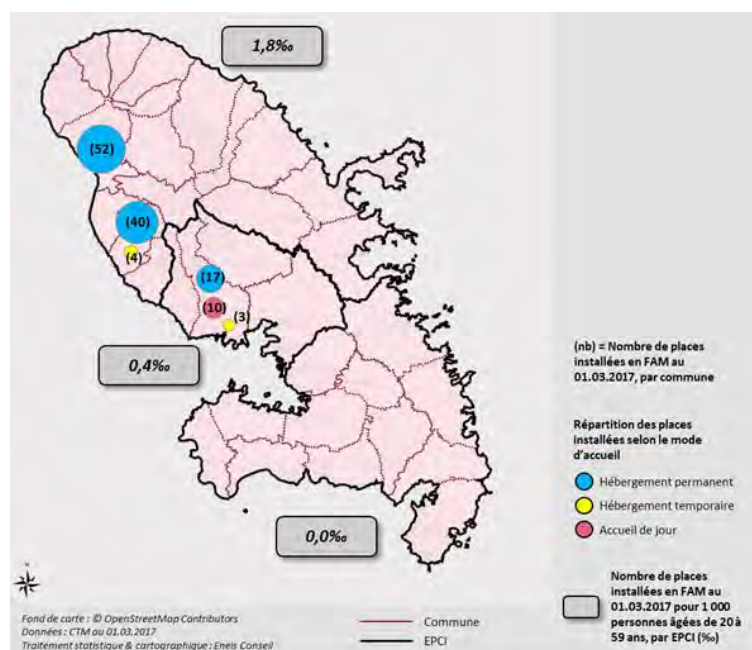 1,8‰
(52)
(40)
(4)
(17)
(10)
(3)
0,4‰
0,0‰
(nb) = Nombre de places
installées en FAM au
01.03.2017, par commune
Répartition des places
installées selon le mode
d'accueil
Hébergement permanent
Hébergement temporaire
Accueil de jour
Nombre de places
installées en FAM au
01.03.2017 pour 1 000
personnes âgées de 20 à
59 ans, par EPCI (‰)
N
Fond de carte : © OpenStreetMap Contributors
Données : CTM au 01.03.2017
Traitement statistique & cartographique : Eneis Conseil
Commune
EPCI